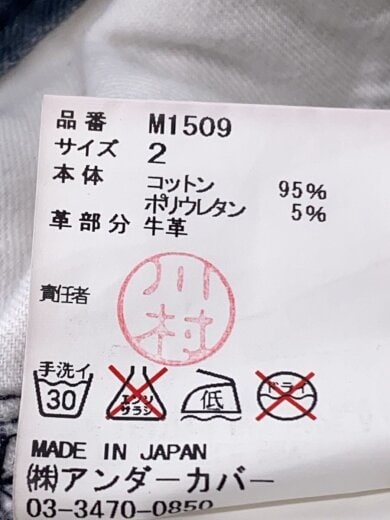 品番 M1509
サイズ 2
本体 コットン 95%
ポリウレタン 5%
革部分 牛革
責任者 川村
手洗イ 30 エンソサラシ 低 ドライ
MADE IN JAPAN
㈱アンダーカバー
03-3470-0850